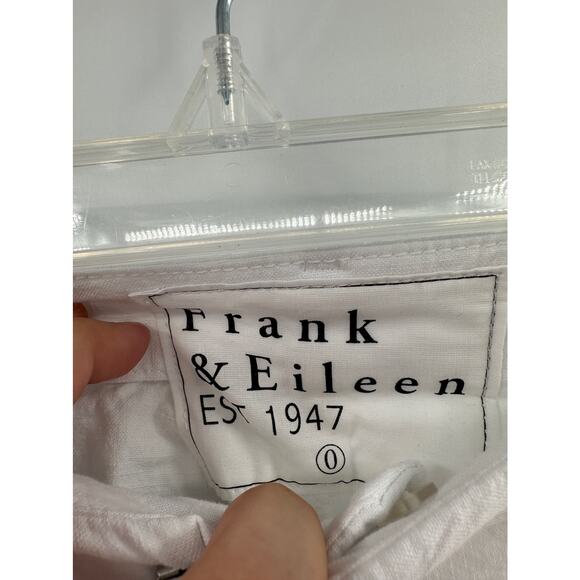 Frank
& Eileen
EST 1947
0